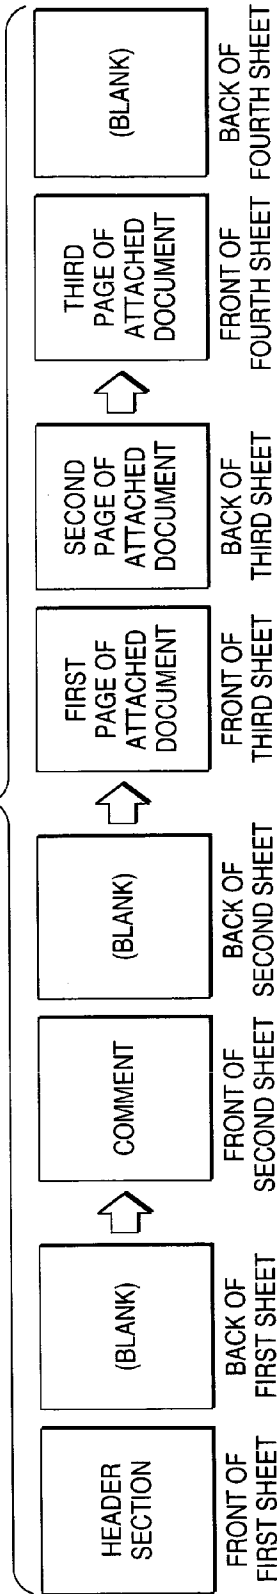 HEADER
SECTION
FRONT OF
FIRST SHEET
(BLANK)
BACK OF
FIRST SHEET
COMMENT
FRONT OF
SECOND SHEET
(BLANK)
BACK OF
SECOND SHEET
FIRST
PAGE OF
ATTACHED
DOCUMENT
FRONT OF
THIRD SHEET
SECOND
PAGE OF
ATTACHED
DOCUMENT
BACK OF
THIRD SHEET
THIRD
PAGE OF
ATTACHED
DOCUMENT
FRONT OF
FOURTH SHEET
(BLANK)
BACK OF
FOURTH SHEET